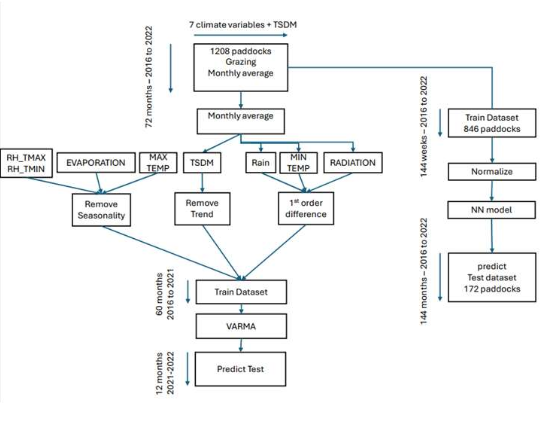 7 climate variables + TSDM
72 months – 2016 to 2022
1208 paddocks
Grazing
Monthly average
Monthly average
RH_TMAX
RH_TMIN
EVAPORATION
MAX
TEMP
TSDM
Rain
MIN
TEMP
RADIATION
Remove
Seasonality
Remove
Trend
1st order
difference
60 months
2016 to 2021
Train Dataset
VARMA
12 months
2021-2022
Predict Test
144 weeks – 2016 to 2022
Train Dataset
846 paddocks
Normalize
NN model
144 months – 2016 to 2022
predict
Test dataset
172 paddocks